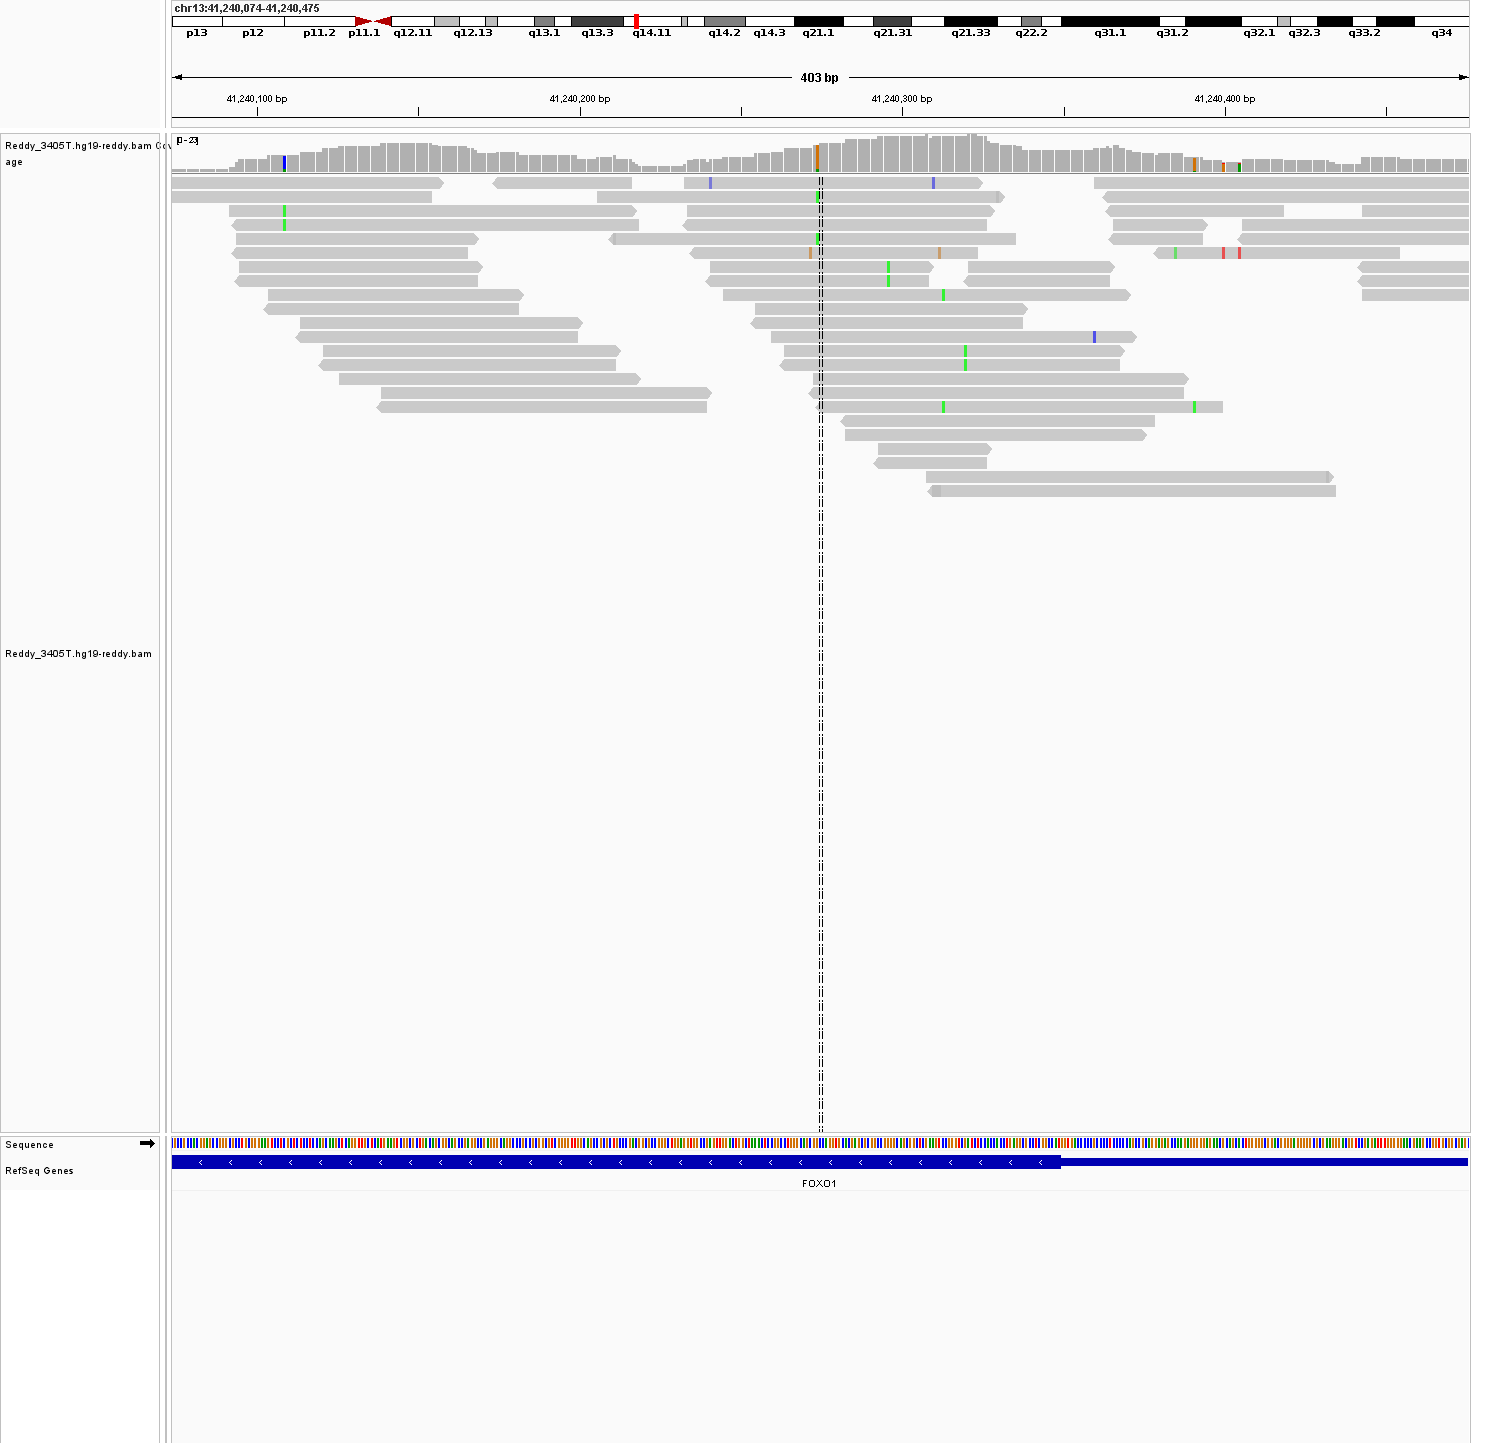 chr13:41,240,074-41,240,475
p13 p12 p11.2 p11.1 q12.11 q12.13 q13.1 q13.3 q14.11 q14.2 q14.3 q21.1 q21.31 q21.33 q22.2 q31.1 q31.2 q32.1 q32.3 q33.2 q34
403 bp
41,240,100 bp 41,240,200 bp 41,240,300 bp 41,240,400 bp
Reddy_3405T.hg19-reddy.bam Cov
age
[0 - 23]
Reddy_3405T.hg19-reddy.bam
Sequence
RefSeq Genes
FOXO1